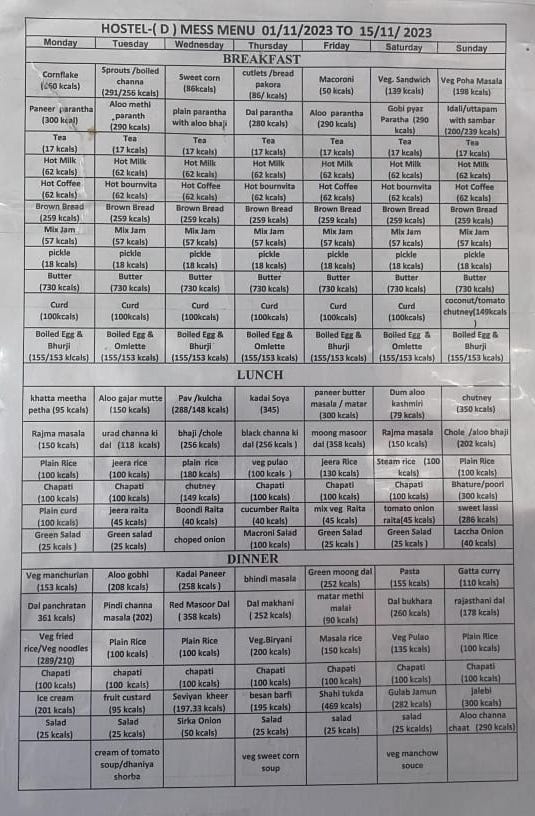 HOSTEL-( D ) MESS MENU 01/11/2023 TO 15/11/ 2023
Monday Tuesday Wednesday Thursday Friday Saturday Sunday
BREAKFAST
Cornflake (260 kcals) Sprouts /boiled channa (291/256 kcals) Sweet corn (86kcals) cutlets /bread pakora (86/ kcals) Macoroni (50 kcals) Veg. Sandwich (139 kcals) Veg Poha Masala (198 kcals)
Paneer parantha (300 kcal) Aloo methi paranth (290 kcals) plain parantha with aloo bhaji Dal parantha (280 kcals) Aloo parantha (290 kcals) Gobi pyaz Paratha (290 kcals) Idali/uttapam with sambar (200/239 kcals)
Tea (17 kcals) Tea (17 kcals) Tea (17 kcals) Tea (17 kcals) Tea (17 kcals) Tea (17 kcals) Tea (17 kcals)
Hot Milk (62 kcals) Hot Milk (62 kcals) Hot Milk (62 kcals) Hot Milk (62 kcals) Hot Milk (62 kcals) Hot Milk (62 kcals) Hot Milk (62 kcals)
Hot Coffee (62 kcals) Hot bournvita (62 kcals) Hot Coffee (62 kcals) Hot bournvita (62 kcals) Hot Coffee (62 kcals) Hot bournvita (62 kcals) Hot Coffee (62 kcals)
Brown Bread (259 kcals) Brown Bread (259 kcals) Brown Bread (259 kcals) Brown Bread (259 kcals) Brown Bread (259 kcals) Brown Bread (259 kcals) Brown Bread (259 kcals)
Mix Jam (57 kcals) Mix Jam (57 kcals) Mix Jam (57 kcals) Mix Jam (57 kcals) Mix Jam (57 kcals) Mix Jam (57 kcals) Mix Jam (57 kcals)
pickle (18 kcals) pickle (18 kcals) pickle (18 kcals) pickle (18 kcals) pickle (18 kcals) pickle (18 kcals) pickle (18 kcals)
Butter (730 kcals) Butter (730 kcals) Butter (730 kcals) Butter (730 kcals) Butter (730 kcals) Butter (730 kcals) Butter (730 kcals)
Curd (100kcals) Curd (100kcals) Curd (100kcals) Curd (100kcals) Curd (100kcals) Curd (100kcals) coconut/tomato chutney(149kcals
Boiled Egg & Bhurji (155/153 kcals) Boiled Egg & Omlette (155/153 kcals) Boiled Egg & Bhurji (155/153 kcals) Boiled Egg & Omlette (155/153 kcals) Boiled Egg & Bhurji (155/153 kcals) Boiled Egg & Omlette (155/153 kcals) Boiled Egg & Bhurji (155/153 kcals)
LUNCH
khatta meetha petha (95 kcals) Aloo gajar mutte (150 kcals) Pav /kulcha (288/148 kcals) kadai Soya (345) paneer butter masala / matar (300 kcals) Dum aloo kashmiri (79 kcals) chutney (350 kcals)
Rajma masala (150 kcals) urad channa ki dal (118 kcals) bhaji /chole (256 kcals) black channa ki dal (256 kcals ) moong masoor dal (358 kcals) Rajma masala (150 kcals) Chole /aloo bhaji (202 kcals)
Plain Rice (100 kcals) jeera rice (100 kcals) plain rice (180 kcals) veg pulao (100 kcals ) Jeera Rice (130 kcals) Steam rice (100 kcals) Plain Rice (100 kcals)
Chapati (100 kcals) Chapati (100 kcals) chutney (149 kcals) Chapati (100 kcals) Chapati (100 kcals) Chapati (100 kcals) Bhature/poori (300 kcals)
Plain curd (100 kcals) jeera raita (45 kcals) Boondi Raita (40 kcals) cucumber Raita (40 kcals) mix veg Raita (45 kcals) tomato onion raita(45 kcals) sweet lassi (286 kcals)
Green Salad (25 kcals ) Green salad (25 kcals) choped onion Macroni Salad (100 kcals) Green Salad (25 kcals ) Green Salad (25 kcals ) Laccha Onion (40 kcals)
DINNER
Veg manchurian (153 kcals) Aloo gobhi (208 kcals) Kadai Paneer (258 kcals ) bhindi masala Green moong dal (252 kcals) Pasta (155 kcals) Gatta curry (110 kcals)
Dal panchratan 361 kcals) Pindi channa masala (202) Red Masoor Dal ( 358 kcals) Dal makhani ( 252 kcals) matar methi malai (90 kcals) Dal bukhara (260 kcals) rajasthani dal (178 kcals)
Veg fried rice/Veg noodles (289/210) Plain Rice (100 kcals) Plain Rice (100 kcals) Veg.Biryani (200 kcals) Masala rice (150 kcals) Veg Pulao (135 kcals) Plain Rice (100 kcals)
Chapati (100 kcals) chapati (100 kcals) chapati (100 kcals) Chapati (100 kcals) Chapati (100 kcals) Chapati (100 kcals) Chapati (100 kcals)
Ice cream (201 kcals) fruit custard (95 kcals) Seviyan kheer (197.33 kcals) besan barfi (195 kcals) Shahi tukda (469 kcals) Gulab Jamun (282 kcals) Jalebi (300 kcals)
Salad (25 kcals) Salad (25 kcals) Sirka Onion (50 kcals) Salad (25 kcals) salad (25 kcals) salad (25 kcalds) Aloo channa chaat (290 kcals)
cream of tomato soup/dhaniya shorba veg sweet corn soup veg manchow souce